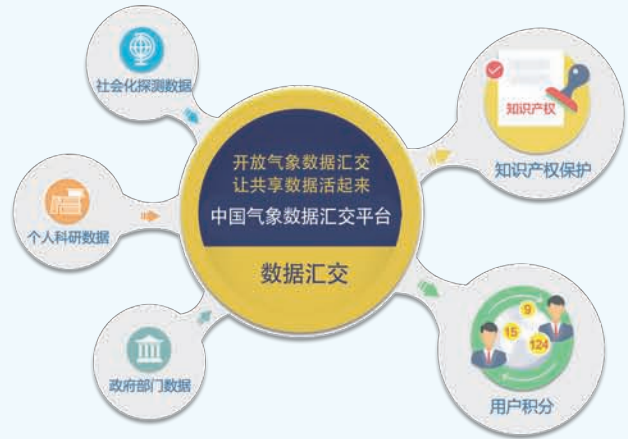 社会化探测数据
个人科研数据
政府部门数据
开放气象数据汇交
让共享数据活起来
中国气象数据汇交平台
数据汇交
知识产权
知识产权保护
9
15
124
用户积分